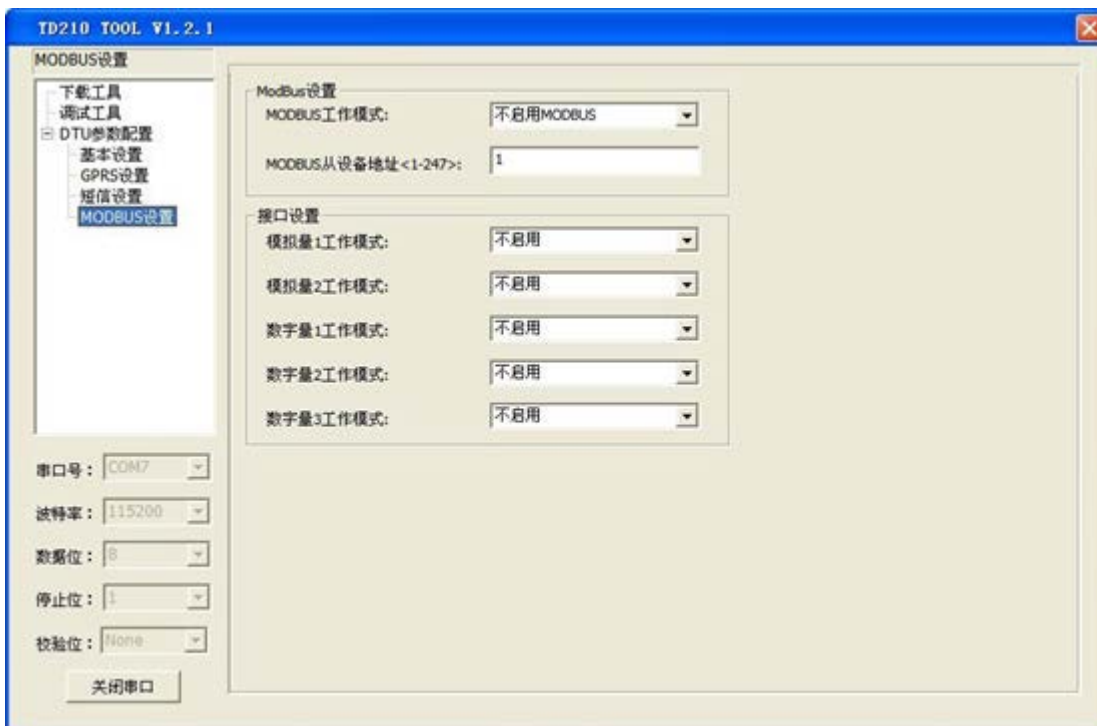 TD210 TOOL V1.2.1
MODBUS设置
下载工具
调试工具
DTU参数配置
基本设置
GPRS设置
短信设置
MODBUS设置
ModBus设置
MODBUS工作模式: 不启用MODBUS
MODBUS从设备地址<1-247>: 1
接口设置
模拟量1工作模式: 不启用
模拟量2工作模式: 不启用
数字量1工作模式: 不启用
数字量2工作模式: 不启用
数字量3工作模式: 不启用
串口号： COM7
波特率： 115200
数据位： 8
停止位： 1
校验位： None
关闭串口